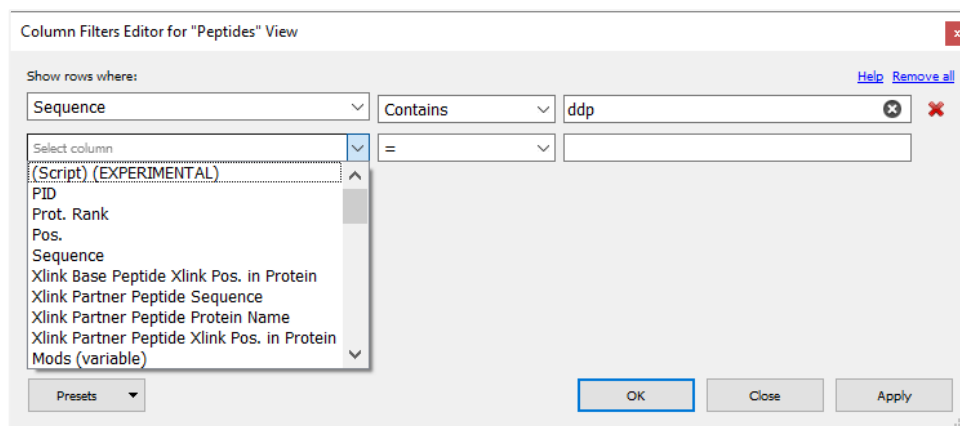 Column Filters Editor for "Peptides" View
x
Show rows where:
Help Remove all
Sequence Contains ddp
Select column =
(Script) (EXPERIMENTAL)
PID
Prot. Rank
Pos.
Sequence
Xlink Base Peptide Xlink Pos. in Protein
Xlink Partner Peptide Sequence
Xlink Partner Peptide Protein Name
Xlink Partner Peptide Xlink Pos. in Protein
Mods (variable)
Presets OK Close Apply